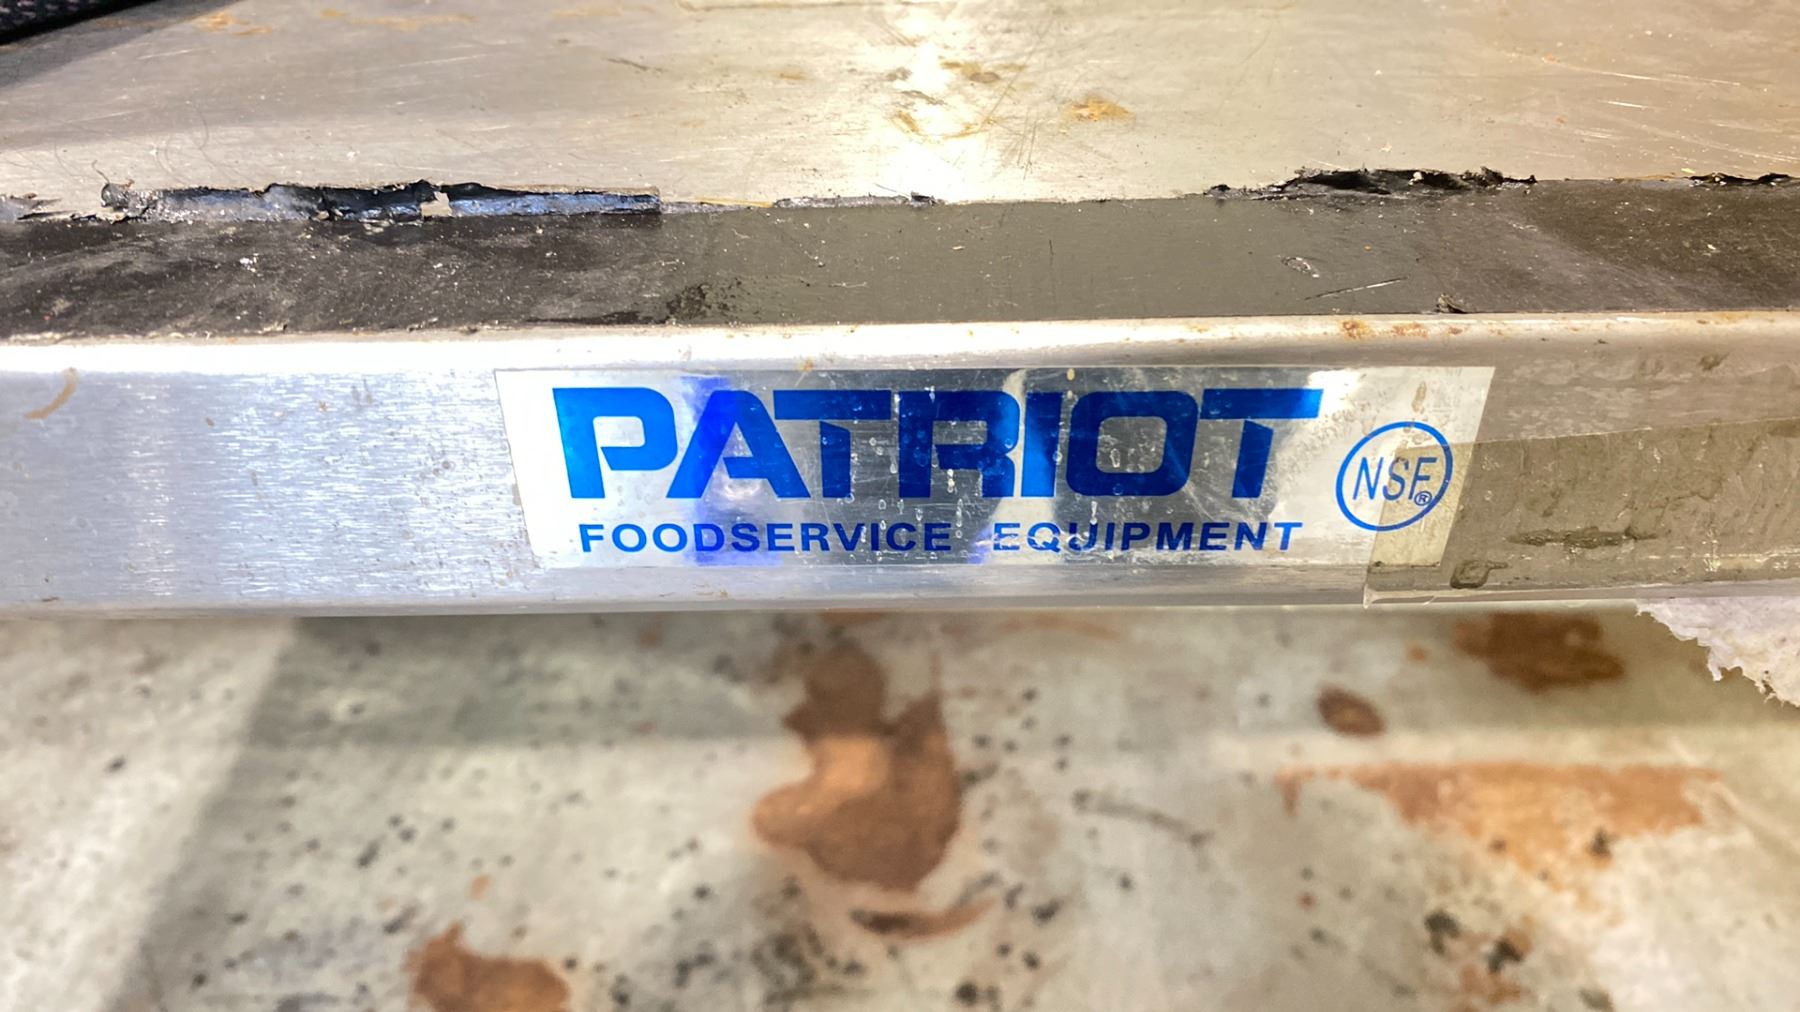 PATRIOT
FOODSERVICE EQUIPMENT
NSF®